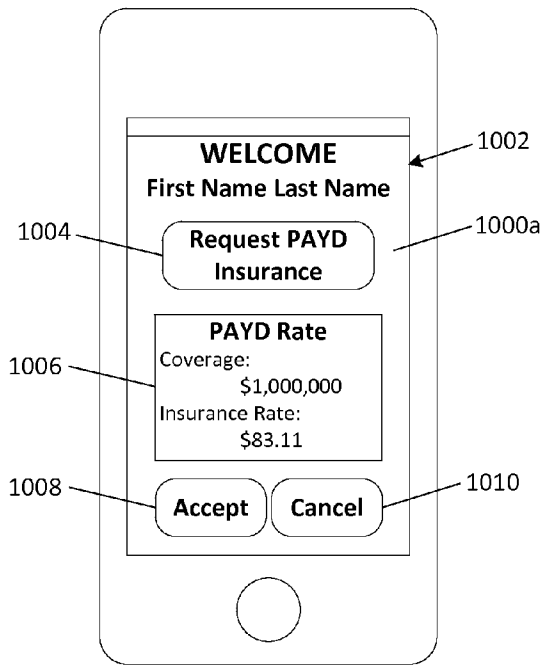 WELCOME
1002
First Name Last Name
1004
Request PAYD
Insurance
1000a
PAYD Rate
1006
Coverage:
$1,000,000
Insurance Rate:
$83.11
1008
Accept
Cancel
1010